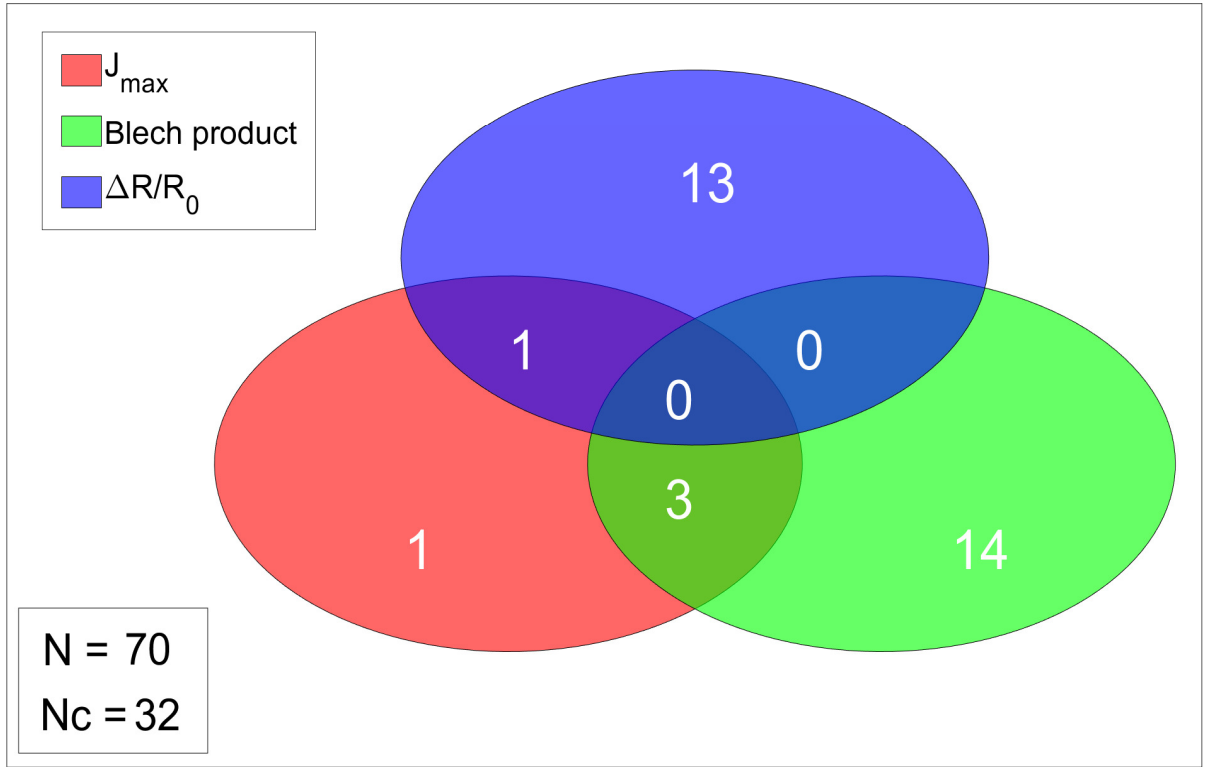 J_max
Blech product
ΔR/R_0
13
1
0
0
3
1
14
N = 70
Nc = 32